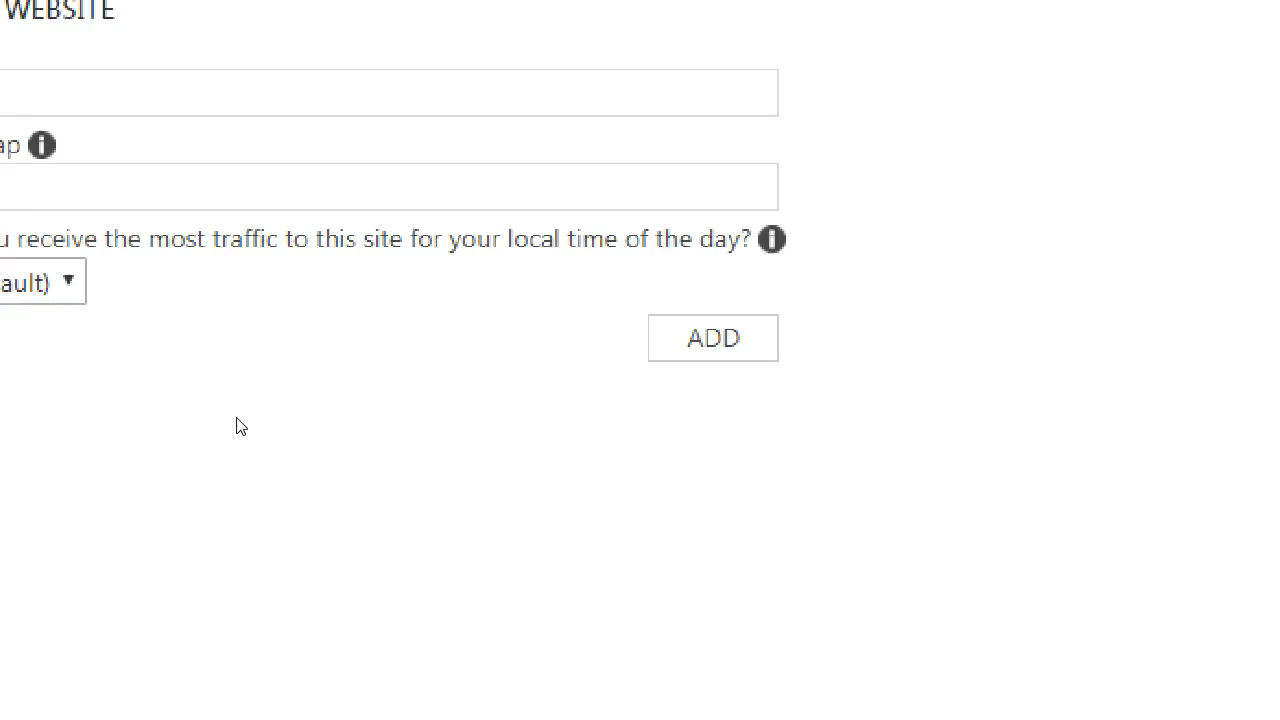 WEBSITE
ap
u receive the most traffic to this site for your local time of the day?
ault)
ADD